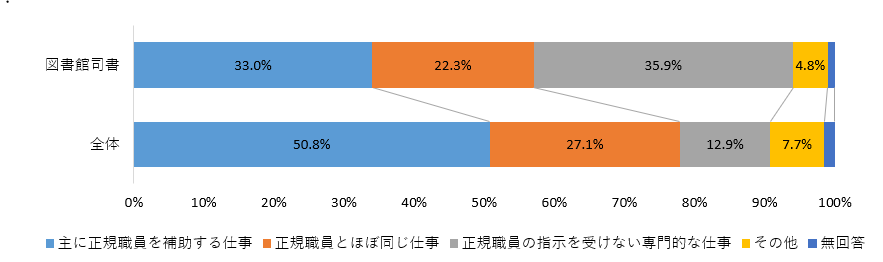 図書館司書 33.0% 22.3% 35.9% 4.8%
全体 50.8% 27.1% 12.9% 7.7%
0% 10% 20% 30% 40% 50% 60% 70% 80% 90% 100%
主に正規職員を補助する仕事 正規職員とほぼ同じ仕事 正規職員の指示を受けない専門的な仕事 その他 無回答